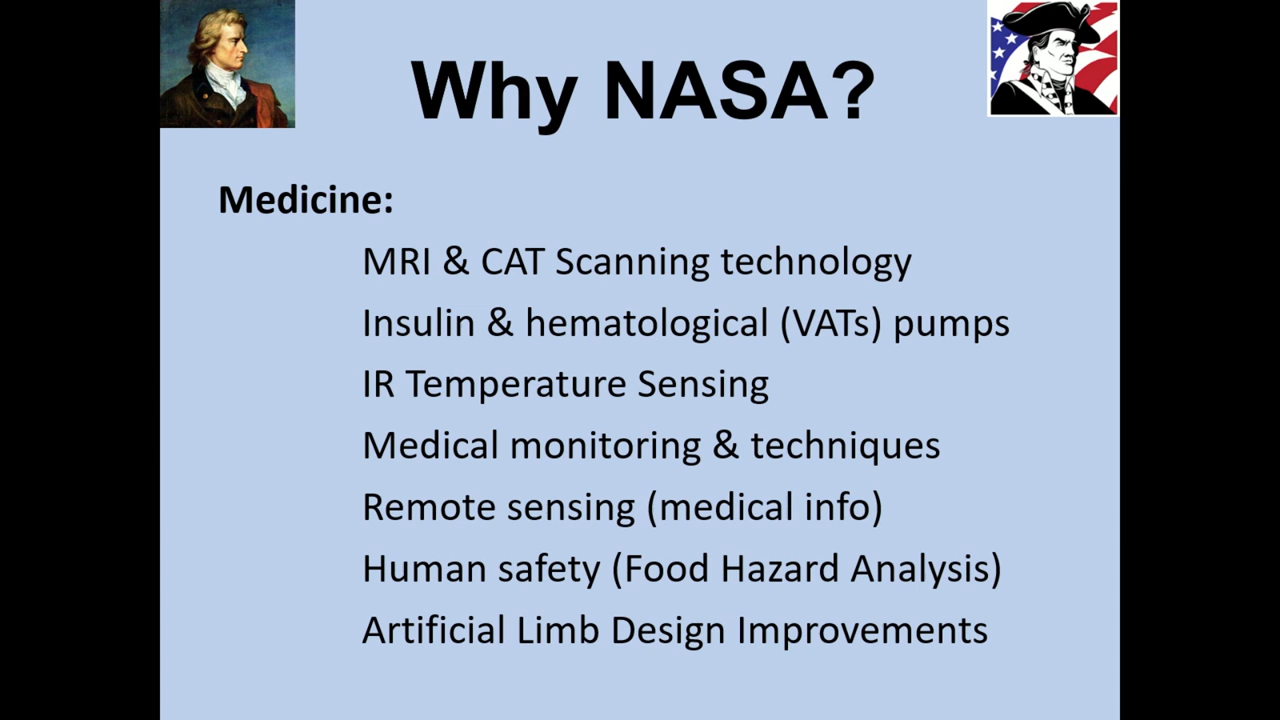 Why NASA?
Medicine:
MRI & CAT Scanning technology
Insulin & hematological (VATs) pumps
IR Temperature Sensing
Medical monitoring & techniques
Remote sensing (medical info)
Human safety (Food Hazard Analysis)
Artificial Limb Design Improvements